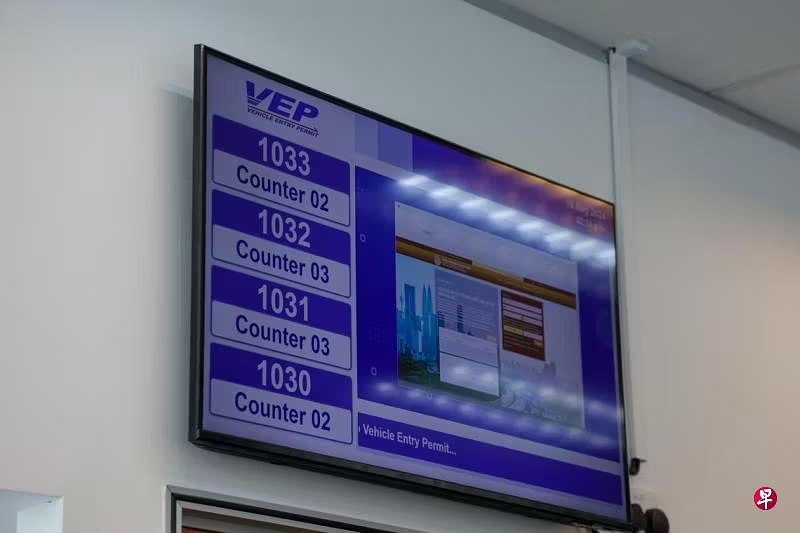 VEP
VEHICLE ENTRY PERMIT
1033
Counter 02
1032
Counter 03
1031
Counter 03
1030
Counter 02
Vehicle Entry Permit...
早